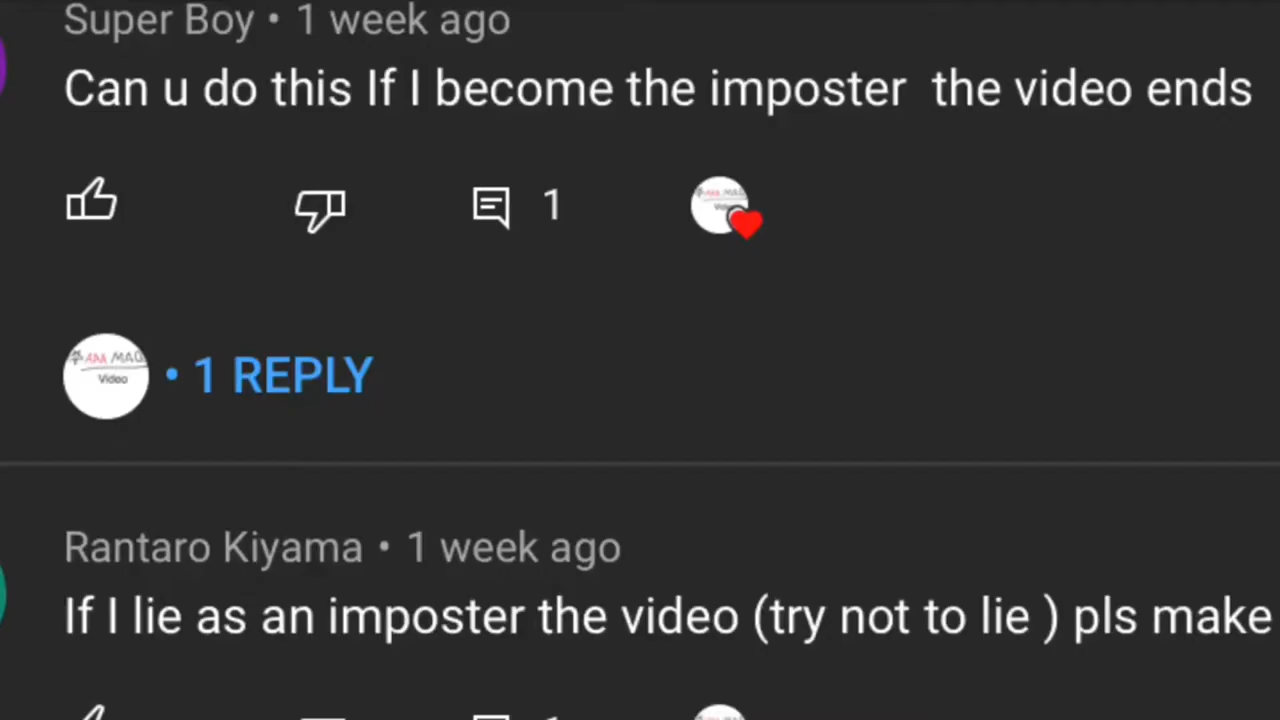 Super Boy • 1 week ago
Can u do this If I become the imposter the video ends
1
• 1 REPLY
Rantaro Kiyama • 1 week ago
If I lie as an imposter the video (try not to lie ) pls make